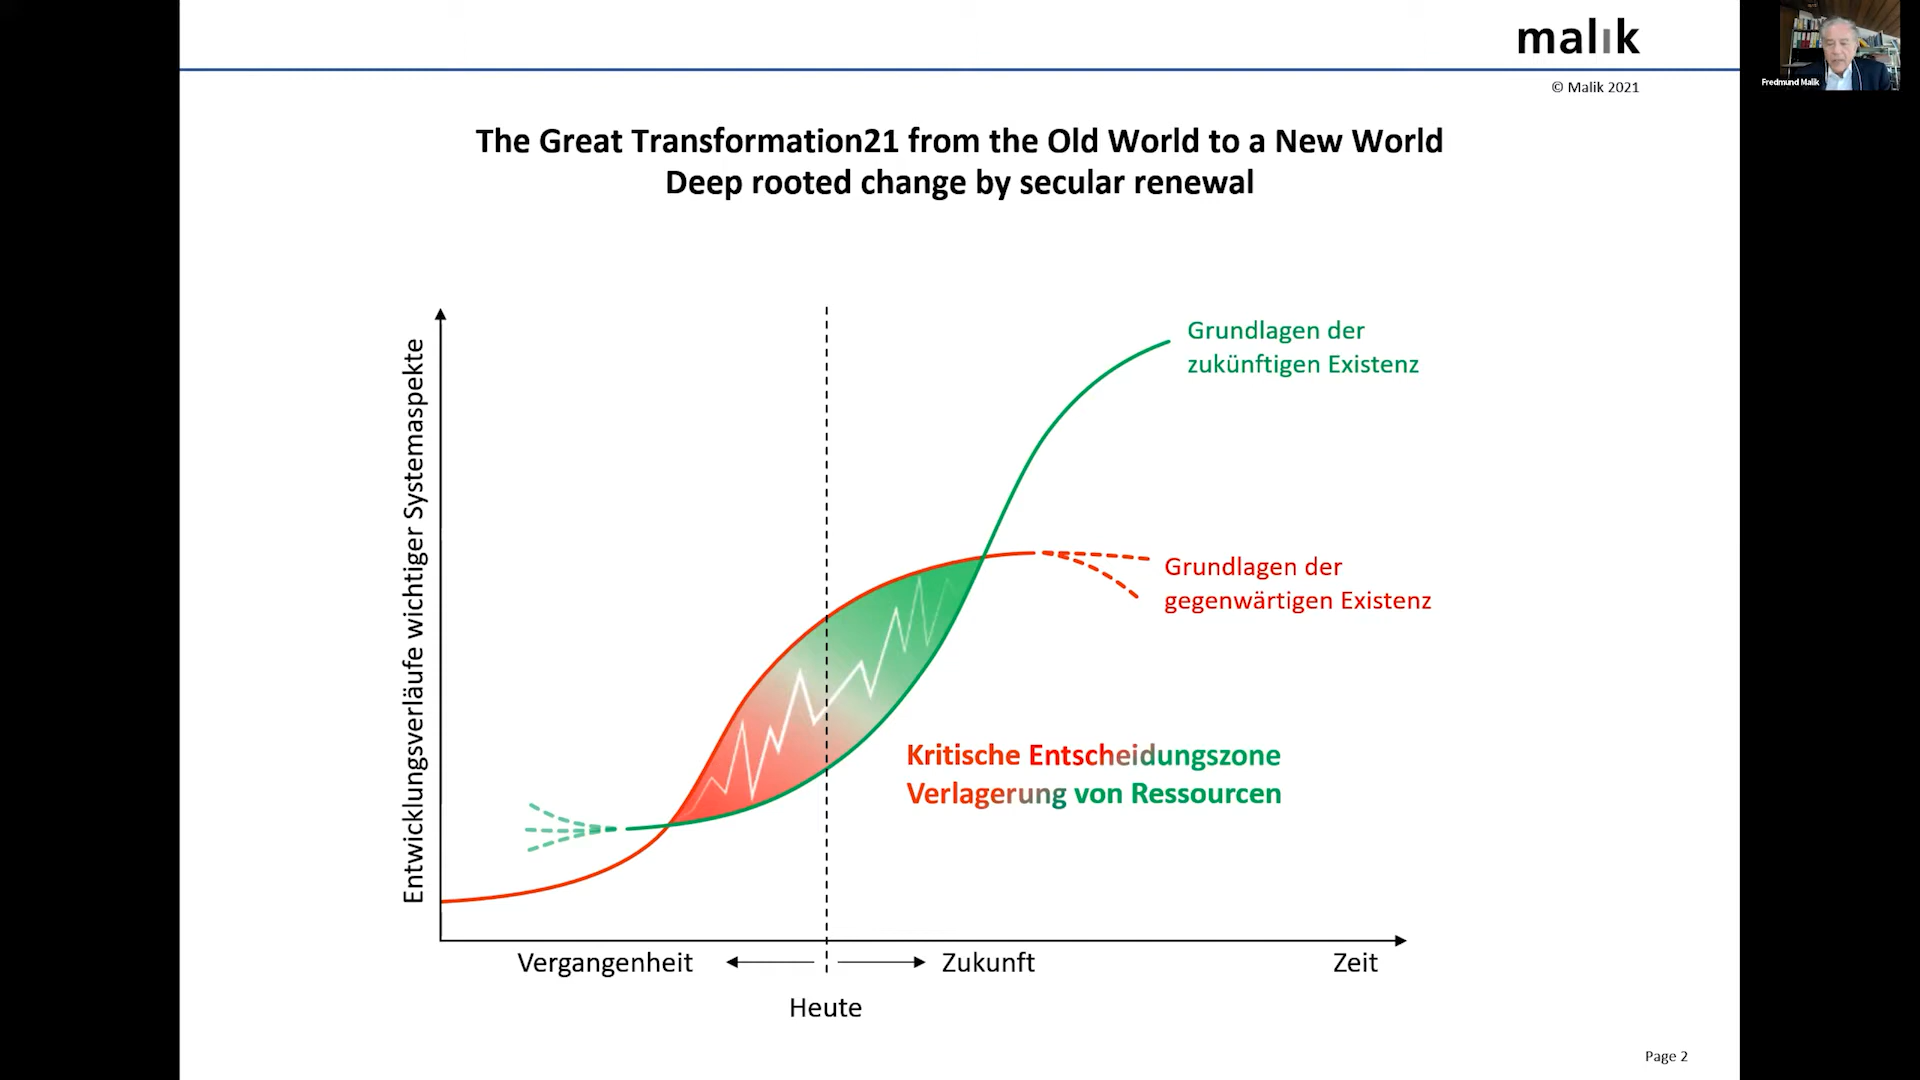 malik
Fredmund Malik
© Malik 2021
The Great Transformation21 from the Old World to a New World
Deep rooted change by secular renewal
Entwicklungsverläufe wichtiger Systemaspekte
Grundlagen der
zukünftigen Existenz
Grundlagen der
gegenwärtigen Existenz
Kritische Entscheidungszone
Verlagerung von Ressourcen
Vergangenheit
Zukunft
Zeit
Heute
Page 2